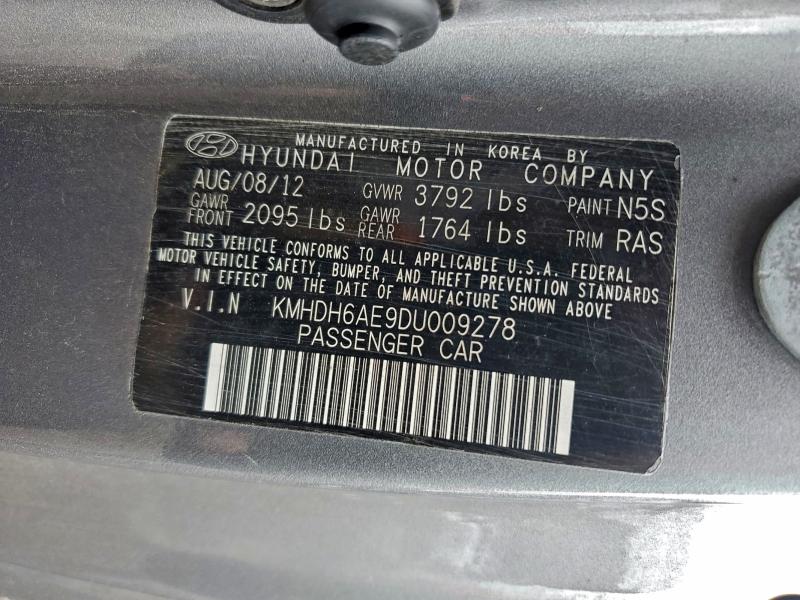 MANUFACTURED IN KOREA BY
HYUNDAI MOTOR COMPANY
AUG/08/12 GVWR 3792 lbs PAINT N5S
GAWR FRONT 2095 lbs GAWR REAR 1764 lbs TRIM RAS
THIS VEHICLE CONFORMS TO ALL APPLICABLE U.S.A. FEDERAL
MOTOR VEHICLE SAFETY, BUMPER, AND THEFT PREVENTION STANDARDS
IN EFFECT ON THE DATE OF MANUFACTURE SHOWN ABOVE
V.I.N KMHDH6AE9DU009278
PASSENGER CAR